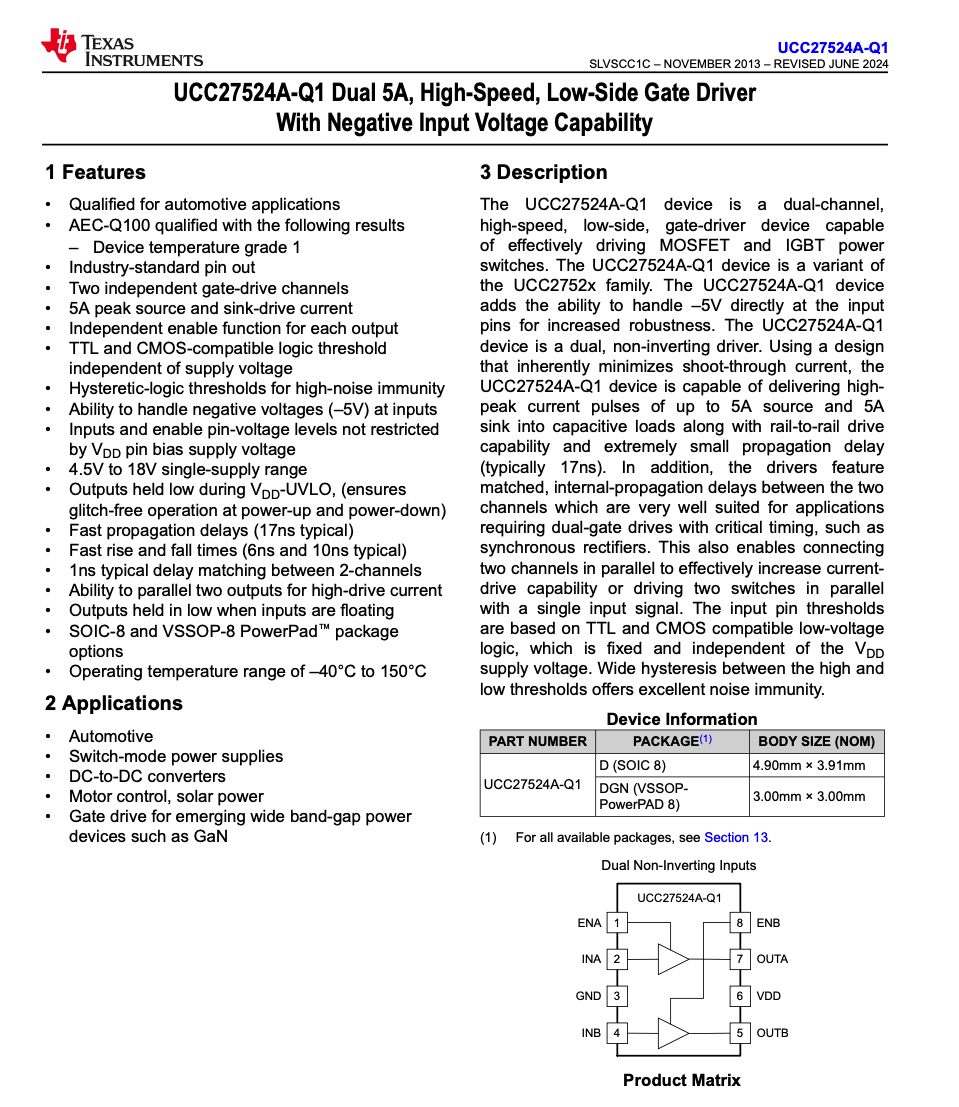 TEXAS
INSTRUMENTS
UCC27524A-Q1
SLVSCC1C – NOVEMBER 2013 – REVISED JUNE 2024
UCC27524A-Q1 Dual 5A, High-Speed, Low-Side Gate Driver
With Negative Input Voltage Capability
1 Features
• Qualified for automotive applications
• AEC-Q100 qualified with the following results
– Device temperature grade 1
• Industry-standard pin out
• Two independent gate-drive channels
• 5A peak source and sink-drive current
• Independent enable function for each output
• TTL and CMOS-compatible logic threshold
independent of supply voltage
• Hysteretic-logic thresholds for high-noise immunity
• Ability to handle negative voltages (–5V) at inputs
• Inputs and enable pin-voltage levels not restricted
by VDD pin bias supply voltage
• 4.5V to 18V single-supply range
• Outputs held low during VDD-UVLO, (ensures
glitch-free operation at power-up and power-down)
• Fast propagation delays (17ns typical)
• Fast rise and fall times (6ns and 10ns typical)
• 1ns typical delay matching between 2-channels
• Ability to parallel two outputs for high-drive current
• Outputs held in low when inputs are floating
• SOIC-8 and VSSOP-8 PowerPad™ package
options
• Operating temperature range of –40°C to 150°C
2 Applications
• Automotive
• Switch-mode power supplies
• DC-to-DC converters
• Motor control, solar power
• Gate drive for emerging wide band-gap power
devices such as GaN
3 Description
The UCC27524A-Q1 device is a dual-channel,
high-speed, low-side, gate-driver device capable
of effectively driving MOSFET and IGBT power
switches. The UCC27524A-Q1 device is a variant of
the UCC2752x family. The UCC27524A-Q1 device
adds the ability to handle –5V directly at the input
pins for increased robustness. The UCC27524A-Q1
device is a dual, non-inverting driver. Using a design
that inherently minimizes shoot-through current, the
UCC27524A-Q1 device is capable of delivering high-
peak current pulses of up to 5A source and 5A
sink into capacitive loads along with rail-to-rail drive
capability and extremely small propagation delay
(typically 17ns). In addition, the drivers feature
matched, internal-propagation delays between the two
channels which are very well suited for applications
requiring dual-gate drives with critical timing, such as
synchronous rectifiers. This also enables connecting
two channels in parallel to effectively increase current-
drive capability or driving two switches in parallel
with a single input signal. The input pin thresholds
are based on TTL and CMOS compatible low-voltage
logic, which is fixed and independent of the VDD
supply voltage. Wide hysteresis between the high and
low thresholds offers excellent noise immunity.
Device Information
PART NUMBER PACKAGE(1) BODY SIZE (NOM)
UCC27524A-Q1
D (SOIC 8) 4.90mm × 3.91mm
DGN (VSSOP-
PowerPAD 8) 3.00mm × 3.00mm
(1) For all available packages, see Section 13.
Dual Non-Inverting Inputs
UCC27524A-Q1
ENA 1 8 ENB
INA 2 7 OUTA
GND 3 6 VDD
INB 4 5 OUTB
Product Matrix